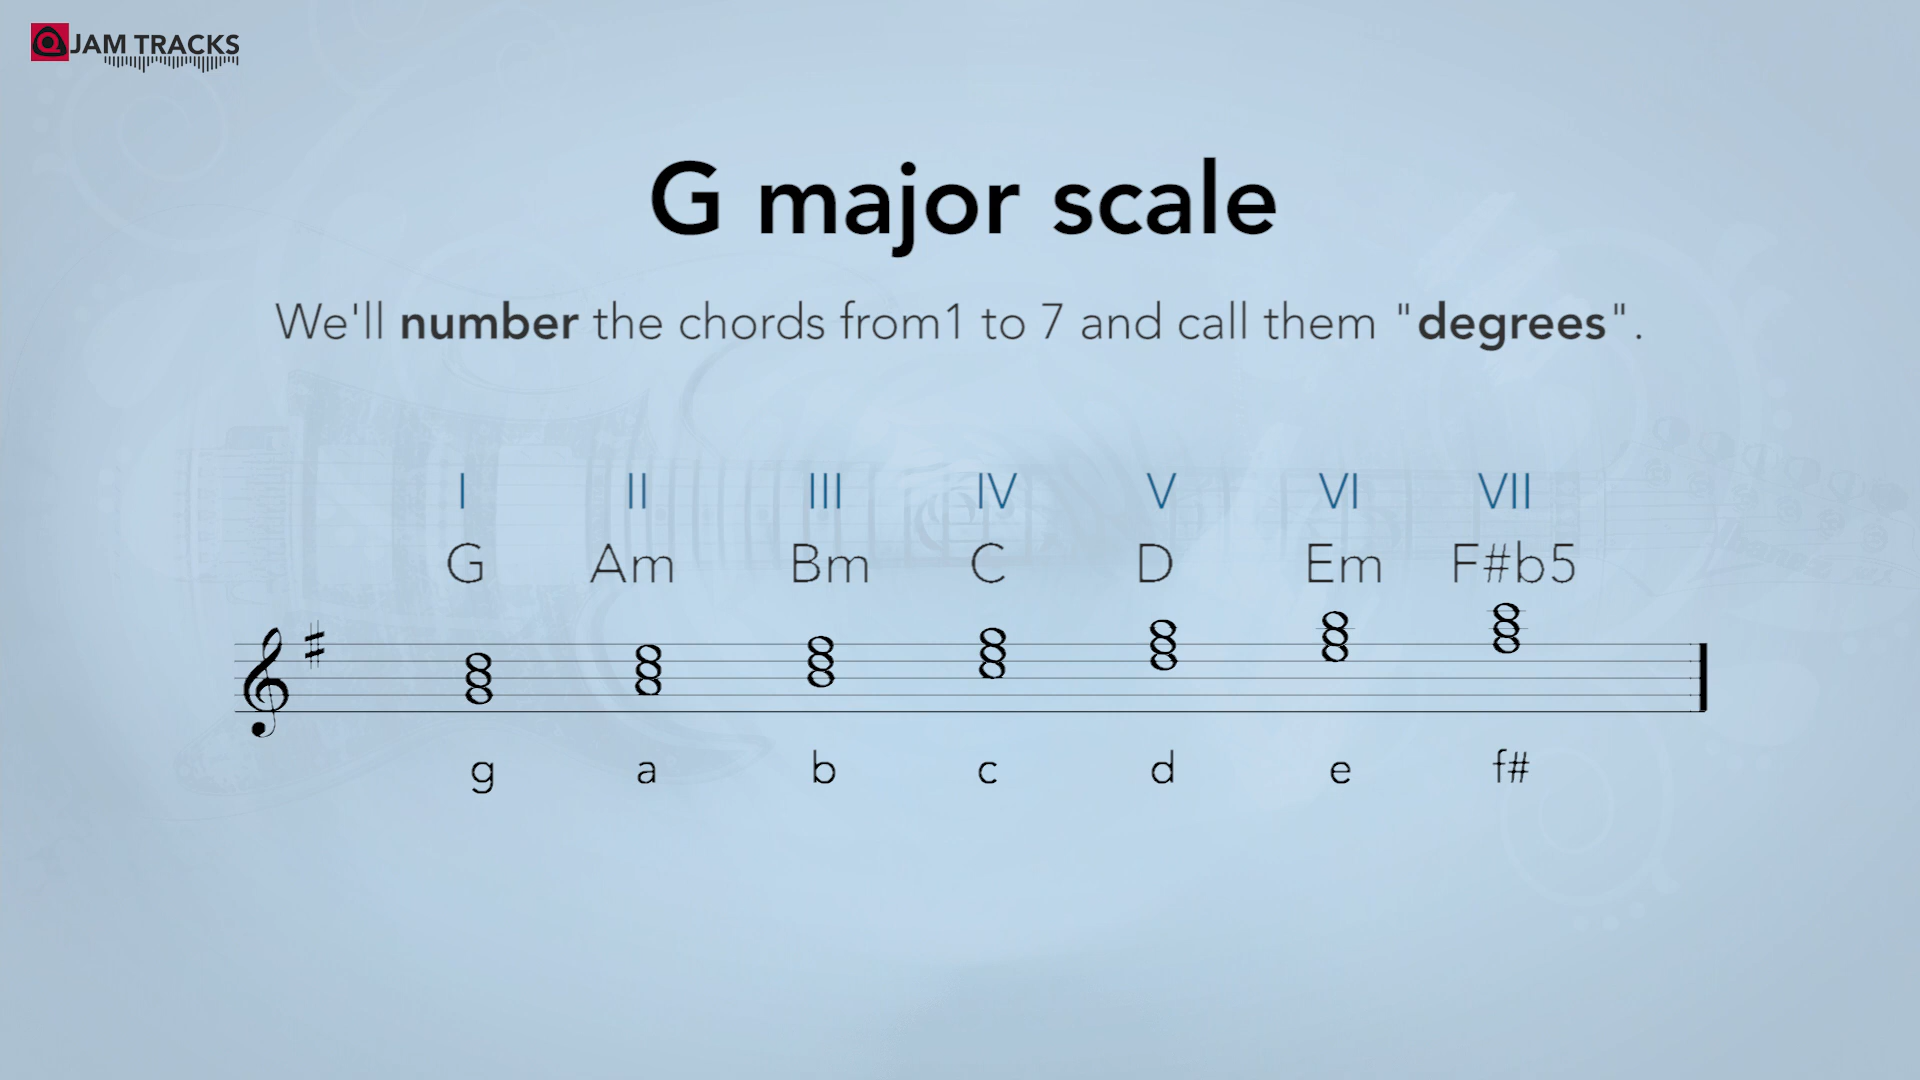 JAM TRACKS
G major scale
We'll number the chords from1 to 7 and call them "degrees".
I II III IV V VI VII
G Am Bm C D Em F#b5
g a b c d e f#